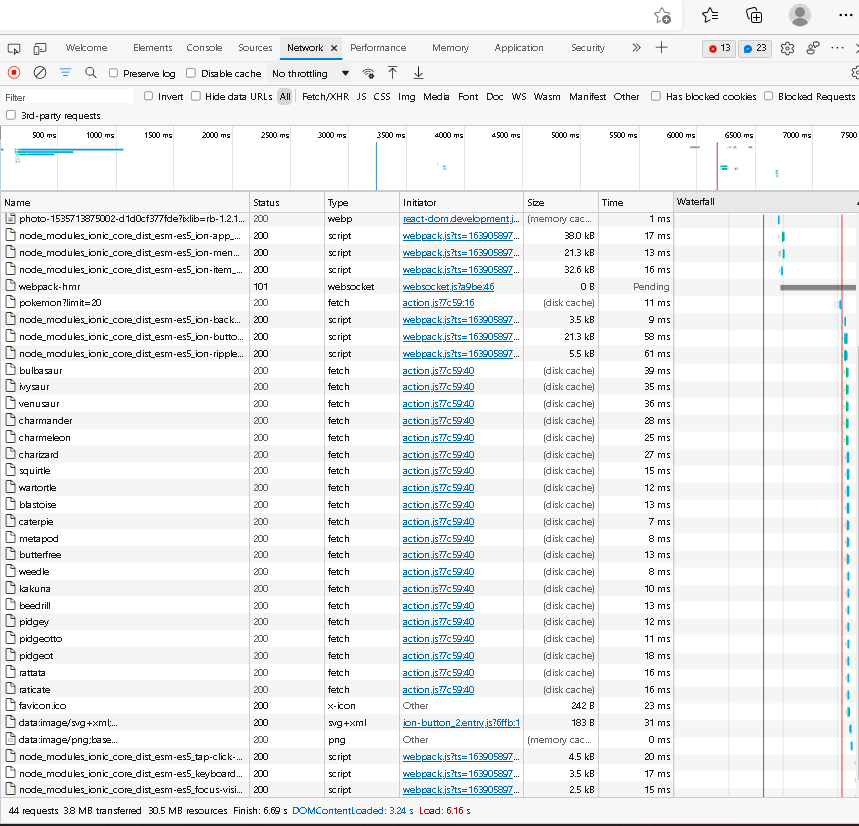 Welcome Elements Console Sources Network Performance Memory Application Security 13 23
Preserve log Disable cache No throttling
Filter Invert Hide data URLs All Fetch/XHR JS CSS Img Media Font Doc WS Wasm Manifest Other Has blocked cookies Blocked Requests
3rd-party requests
500 ms 1000 ms 1500 ms 2000 ms 2500 ms 3000 ms 3500 ms 4000 ms 4500 ms 5000 ms 5500 ms 6000 ms 6500 ms 7000 ms 7500
Name Status Type Initiator Size Time Waterfall
photo-1535713875002-d1d0cf377fde?ixlib=rb-1.2.1... 200 webp react-dom.development.j... (memory cac... 1 ms
node_modules_ionic_core_dist_esm-es5_ion-app_... 200 script webpack.js?ts=163905897... 38.0 kB 17 ms
node_modules_ionic_core_dist_esm-es5_ion-men... 200 script webpack.js?ts=163905897... 21.3 kB 13 ms
node_modules_ionic_core_dist_esm-es5_ion-item_... 200 script webpack.js?ts=163905897... 32.6 kB 16 ms
webpack-hmr 101 websocket websocket.js?a9be:46 0 B Pending
pokemon?limit=20 200 fetch action.js?7c59:16 (disk cache) 11 ms
node_modules_ionic_core_dist_esm-es5_ion-back... 200 script webpack.js?ts=163905897... 3.5 kB 9 ms
node_modules_ionic_core_dist_esm-es5_ion-butto... 200 script webpack.js?ts=163905897... 21.3 kB 58 ms
node_modules_ionic_core_dist_esm-es5_ion-ripple... 200 script webpack.js?ts=163905897... 5.5 kB 61 ms
bulbasaur 200 fetch action.js?7c59:40 (disk cache) 39 ms
ivysaur 200 fetch action.js?7c59:40 (disk cache) 35 ms
venusaur 200 fetch action.js?7c59:40 (disk cache) 36 ms
charmander 200 fetch action.js?7c59:40 (disk cache) 28 ms
charmeleon 200 fetch action.js?7c59:40 (disk cache) 25 ms
charizard 200 fetch action.js?7c59:40 (disk cache) 27 ms
squirtle 200 fetch action.js?7c59:40 (disk cache) 15 ms
wartortle 200 fetch action.js?7c59:40 (disk cache) 12 ms
blastoise 200 fetch action.js?7c59:40 (disk cache) 13 ms
caterpie 200 fetch action.js?7c59:40 (disk cache) 7 ms
metapod 200 fetch action.js?7c59:40 (disk cache) 8 ms
butterfree 200 fetch action.js?7c59:40 (disk cache) 13 ms
weedle 200 fetch action.js?7c59:40 (disk cache) 8 ms
kakuna 200 fetch action.js?7c59:40 (disk cache) 10 ms
beedrill 200 fetch action.js?7c59:40 (disk cache) 13 ms
pidgey 200 fetch action.js?7c59:40 (disk cache) 12 ms
pidgeotto 200 fetch action.js?7c59:40 (disk cache) 11 ms
pidgeot 200 fetch action.js?7c59:40 (disk cache) 18 ms
rattata 200 fetch action.js?7c59:40 (disk cache) 16 ms
raticate 200 fetch action.js?7c59:40 (disk cache) 16 ms
favicon.ico 200 x-icon Other 242 B 23 ms
data:image/svg+xml;... 200 svg+xml ion-button_2.entry.js?6ffb:1 183 B 31 ms
data:image/png;base... 200 png Other (memory cac... 0 ms
node_modules_ionic_core_dist_esm-es5_tap-click-... 200 script webpack.js?ts=163905897... 4.5 kB 20 ms
node_modules_ionic_core_dist_esm-es5_keyboard... 200 script webpack.js?ts=163905897... 3.5 kB 17 ms
node_modules_ionic_core_dist_esm-es5_focus-visi... 200 script webpack.js?ts=163905897... 2.5 kB 15 ms
44 requests 3.8 MB transferred 30.5 MB resources Finish: 6.69 s DOMContentLoaded: 3.24 s Load: 6.16 s